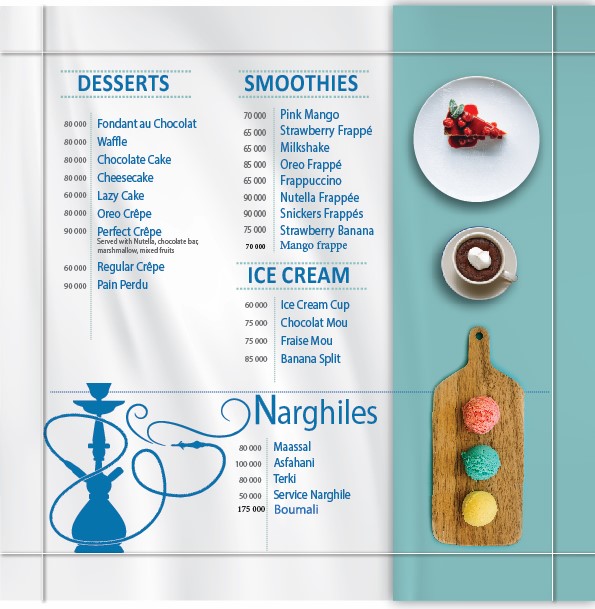 DESSERTS
80 000 Fondant au Chocolat
80 000 Waffle
80 000 Chocolate Cake
80 000 Cheesecake
60 000 Lazy Cake
80 000 Oreo Crêpe
90 000 Perfect Crêpe
Served with Nutella, chocolate bar,
marshmallow, mixed fruits
60 000 Regular Crêpe
90 000 Pain Perdu
SMOOTHIES
70 000 Pink Mango
65 000 Strawberry Frappé
65 000 Milkshake
85 000 Oreo Frappé
65 000 Frappuccino
90 000 Nutella Frappée
90 000 Snickers Frappés
75 000 Strawberry Banana
70 000 Mango frappe
ICE CREAM
60 000 Ice Cream Cup
75 000 Chocolat Mou
75 000 Fraise Mou
85 000 Banana Split
Narghiles
80 000 Maassal
100 000 Asfahani
80 000 Terki
50 000 Service Narghile
175 000 Boumali